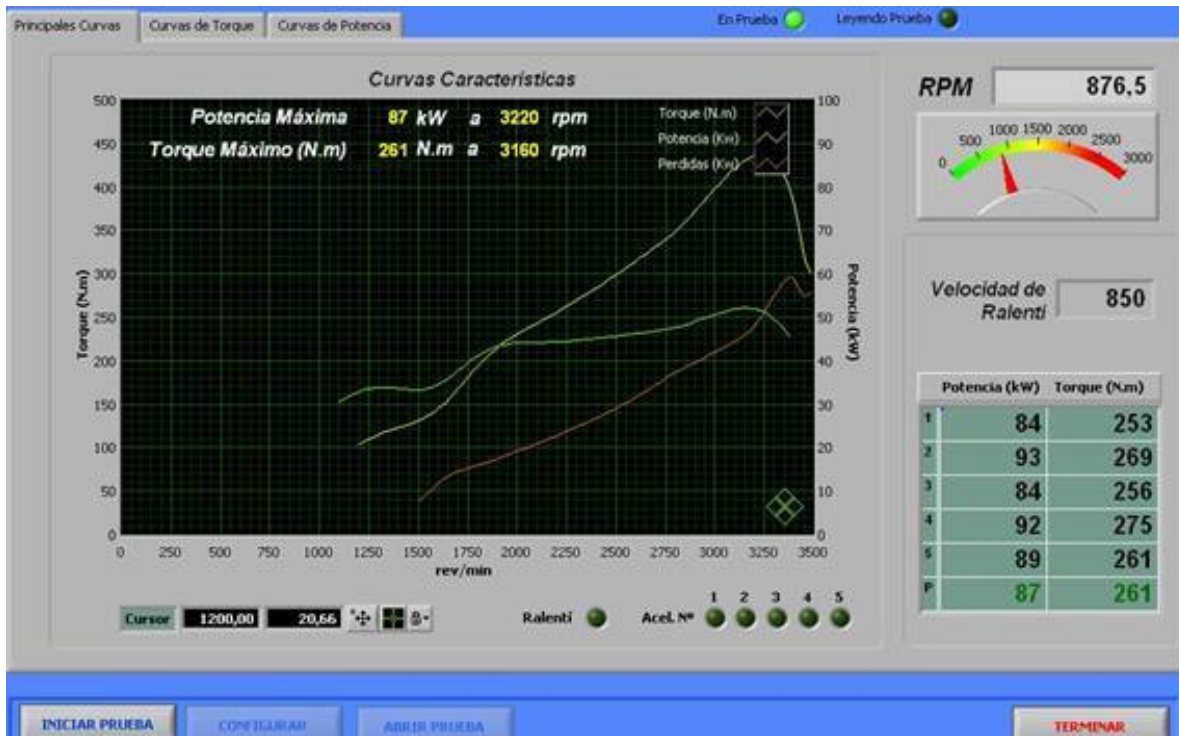 Principales Curvas
Curvas de Torque
Curvas de Potencia
En Prueba
Leyendo Prueba
Curvas Características
Potencia Máxima 87 kW a 3220 rpm
Torque Máximo (N.m) 261 N.m a 3160 rpm
Torque (N.m)
Potencia (Kw)
Perdidas (Kw)
500
450
400
350
300
250
200
150
100
50
0
Torque (N.m)
100
90
80
70
60
50
40
30
20
10
0
Potencia (kW)
0 250 500 750 1000 1250 1500 1750 2000 2250 2500 2750 3000 3250 3500
rev/min
Cursor 1200,00 20,66
Ralentí
Acel. Nº 1 2 3 4 5
RPM 876,5
0 500 1000 1500 2000 2500 3000
Velocidad de
Ralenti
850
Potencia (kW) Torque (N.m)
1 84 253
2 93 269
3 84 256
4 92 275
5 89 261
P 87 261
INICIAR PRUEBA
CONFIGURAR
ABRIR PRUEBA
TERMINAR